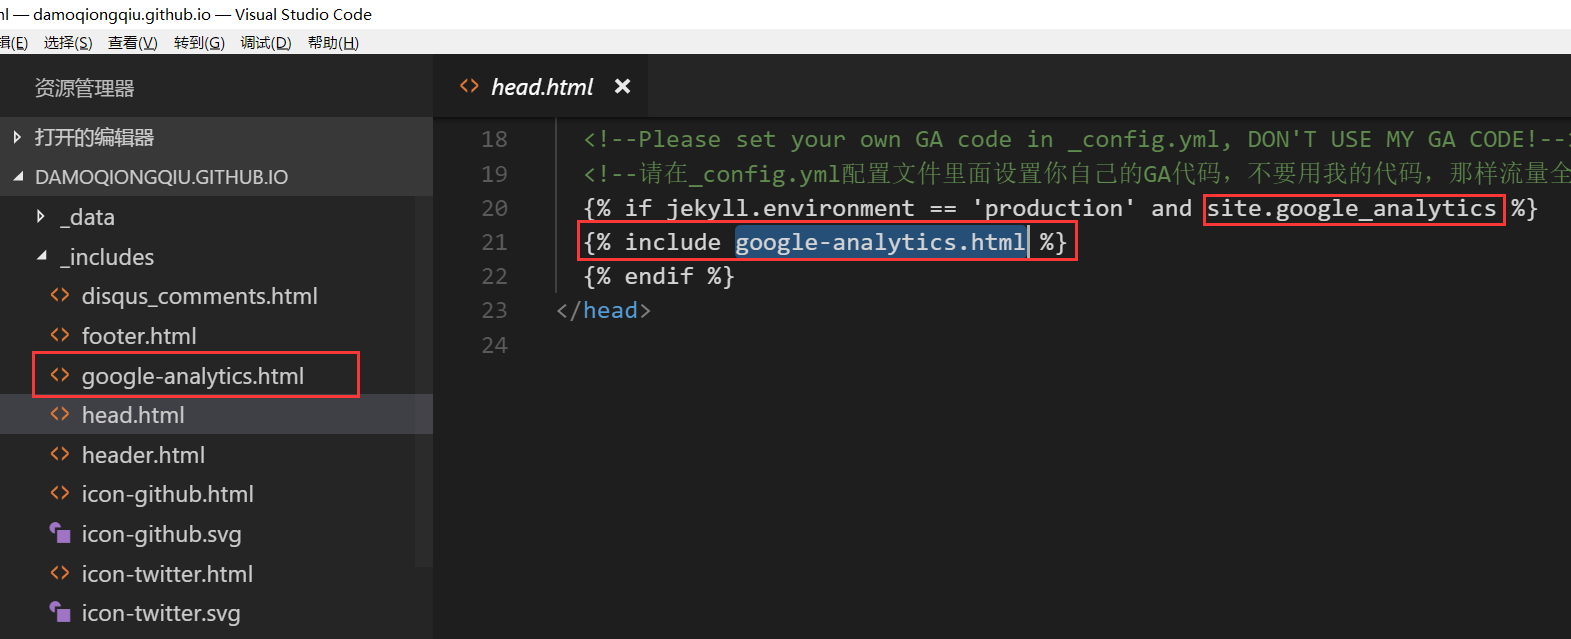 ml — damoqiongqiu.github.io — Visual Studio Code
辑(E) 选择(S) 查看(V) 转到(G) 调试(D) 帮助(H)
资源管理器
打开的编辑器
DAMOQIONGQIU.GITHUB.IO
_data
_includes
disqus_comments.html
footer.html
google-analytics.html
head.html
header.html
icon-github.html
icon-github.svg
icon-twitter.html
icon-twitter.svg
head.html
18 <!--Please set your own GA code in _config.yml, DON'T USE MY GA CODE!--
19 <!--请在_config.yml配置文件里面设置你自己的GA代码，不要用我的代码，那样流量全
20 {% if jekyll.environment == 'production' and site.google_analytics %}
21 {% include google-analytics.html %}
22 {% endif %}
23 </head>
24